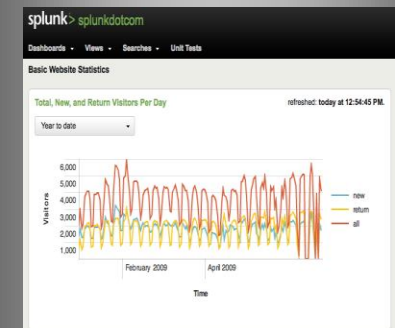 splunk> splunkdotcom
Dashboards Views Searches Unit Tests
Basic Website Statistics
Total, New, and Return Visitors Per Day refreshed: today at 12:54:45 PM.
Year to date
6,000
5,000
4,000
3,000
2,000
1,000
Visitors
new
return
all
February 2009 April 2009
Time